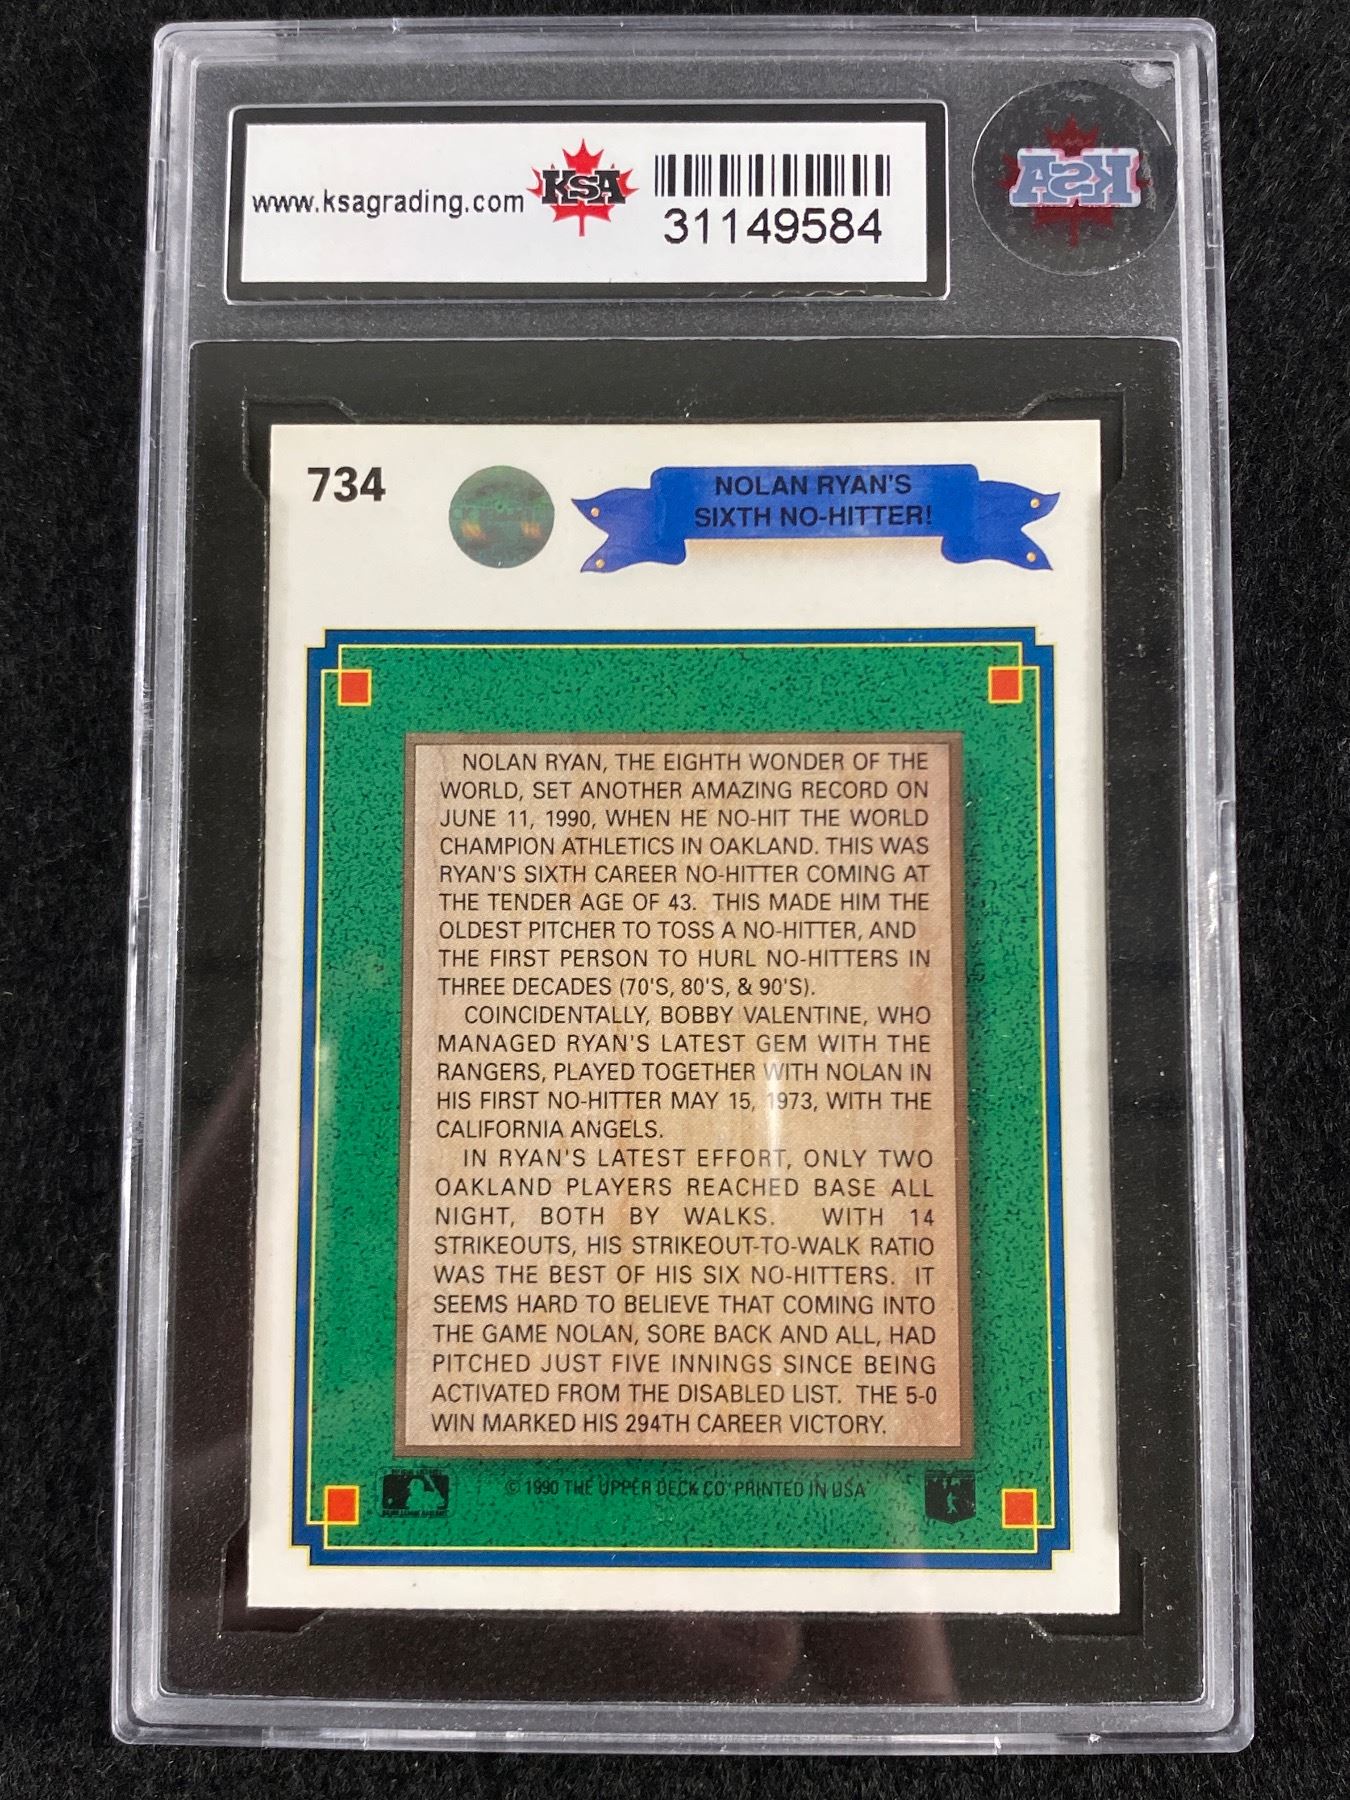 www.ksagrading.com
KSA
31149584
KSA
734
NOLAN RYAN'S
SIXTH NO-HITTER!
NOLAN RYAN, THE EIGHTH WONDER OF THE
WORLD, SET ANOTHER AMAZING RECORD ON
JUNE 11, 1990, WHEN HE NO-HIT THE WORLD
CHAMPION ATHLETICS IN OAKLAND. THIS WAS
RYAN'S SIXTH CAREER NO-HITTER COMING AT
THE TENDER AGE OF 43. THIS MADE HIM THE
OLDEST PITCHER TO TOSS A NO-HITTER, AND
THE FIRST PERSON TO HURL NO-HITTERS IN
THREE DECADES (70'S, 80'S, & 90'S).
COINCIDENTALLY, BOBBY VALENTINE, WHO
MANAGED RYAN'S LATEST GEM WITH THE
RANGERS, PLAYED TOGETHER WITH NOLAN IN
HIS FIRST NO-HITTER MAY 15, 1973, WITH THE
CALIFORNIA ANGELS.
IN RYAN'S LATEST EFFORT, ONLY TWO
OAKLAND PLAYERS REACHED BASE ALL
NIGHT, BOTH BY WALKS. WITH 14
STRIKEOUTS, HIS STRIKEOUT-TO-WALK RATIO
WAS THE BEST OF HIS SIX NO-HITTERS. IT
SEEMS HARD TO BELIEVE THAT COMING INTO
THE GAME NOLAN, SORE BACK AND ALL, HAD
PITCHED JUST FIVE INNINGS SINCE BEING
ACTIVATED FROM THE DISABLED LIST. THE 5-0
WIN MARKED HIS 294TH CAREER VICTORY.
© 1990 THE UPPER DECK CO. PRINTED IN USA